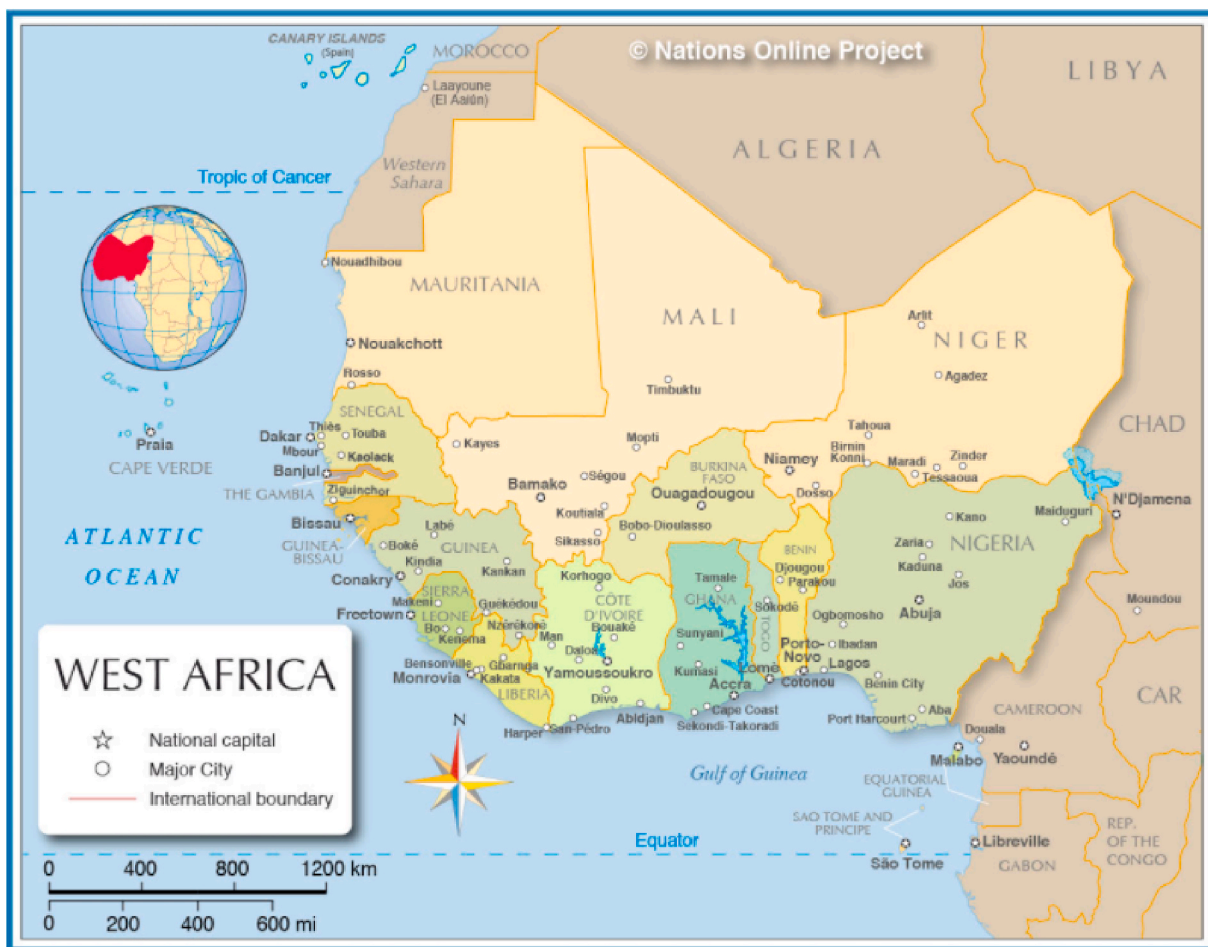 CANARY ISLANDS
(Spain)
MOROCCO
© Nations Online Project
LIBYA
Laayoune
(El Aaiún)
ALGERIA
Western
Sahara
Tropic of Cancer
Nouadhibou
MAURITANIA
MALI
Arlit
NIGER
Nouakchott
Agadez
Rosso
Timbuktu
SENEGAL
CHAD
Thiès
Touba
Dakar
Mbour
Kaolack
Praia
CAPE VERDE
Banjul
THE GAMBIA
Ziguinchor
Kayes
Mopti
Tahoua
Birnin
Konni
Maradi
Zinder
Tessaoua
Niamey
Dosso
BURKINA
FASO
Ouagadougou
Ségou
Bamako
Koutiala
Sikasso
Bobo-Dioulasso
N'Djamena
Maiduguri
Kano
Zaria
NIGERIA
Kaduna
Jos
Abuja
Bissau
GUINEA-
BISSAU
ATLANTIC
OCEAN
Labé
Boké
GUINEA
Kindia
Kankan
Conakry
SIERRA
LEONE
Makeni
Freetown
Bo
Kenema
Guékédou
Nzérékoré
Korhogo
CÔTE
D'IVOIRE
Bouaké
Man
Daloa
Yamoussoukro
Tamale
GHANA
Sunyani
Kumasi
Accra
BENIN
Djougou
Parakou
Sokodé
TOGO
Ogbomosho
Porto-
Novo
Ibadan
Lomé
Cotonou
Lagos
Benin City
Moundou
Bensonville
Gbarnga
Monrovia
Kakata
LIBERIA
Harper
San-Pédro
Divo
Abidjan
Cape Coast
Sekondi-Takoradi
Port Harcourt
Aba
Douala
CAMEROON
CAR
Malabo
Yaoundé
Gulf of Guinea
EQUATORIAL
GUINEA
SAO TOME AND
PRINCIPE
REP.
OF THE
CONGO
Equator
São Tome
Libreville
GABON
WEST AFRICA
National capital
Major City
International boundary
N
0 400 800 1200 km
0 200 400 600 mi